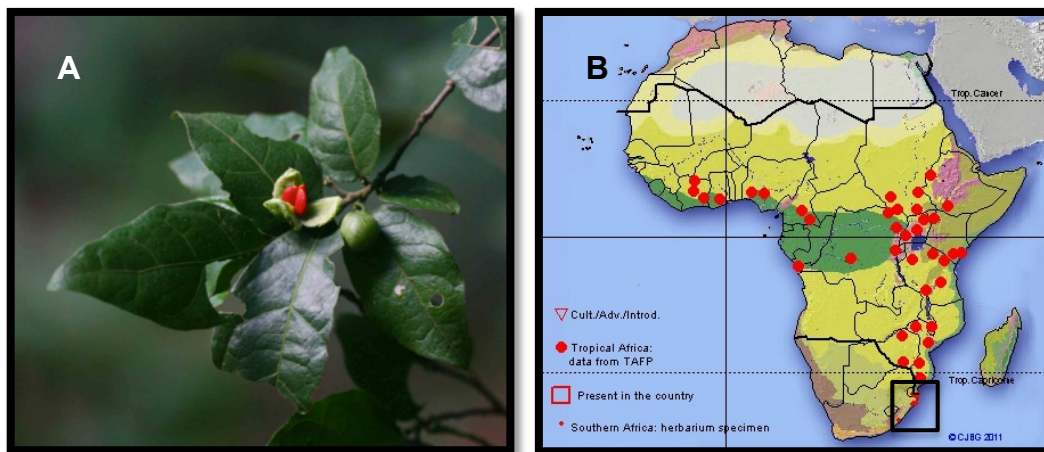 A
B
Trop. Cancer
▽ Cult./Adv./Introd.
Tropical Africa:
data from TAFP
Trop. Capricorne
Present in the country
Southern Africa: herbarium specimen
© CJBG 2011